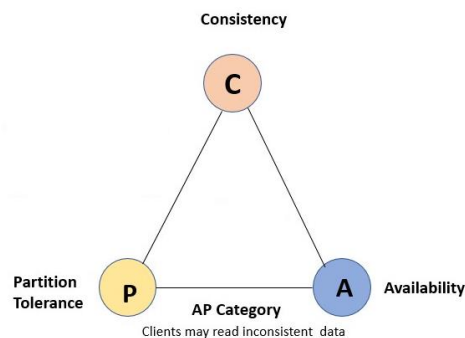 Consistency
C
Partition
Tolerance
P
A
Availability
AP Category
Clients may read inconsistent data